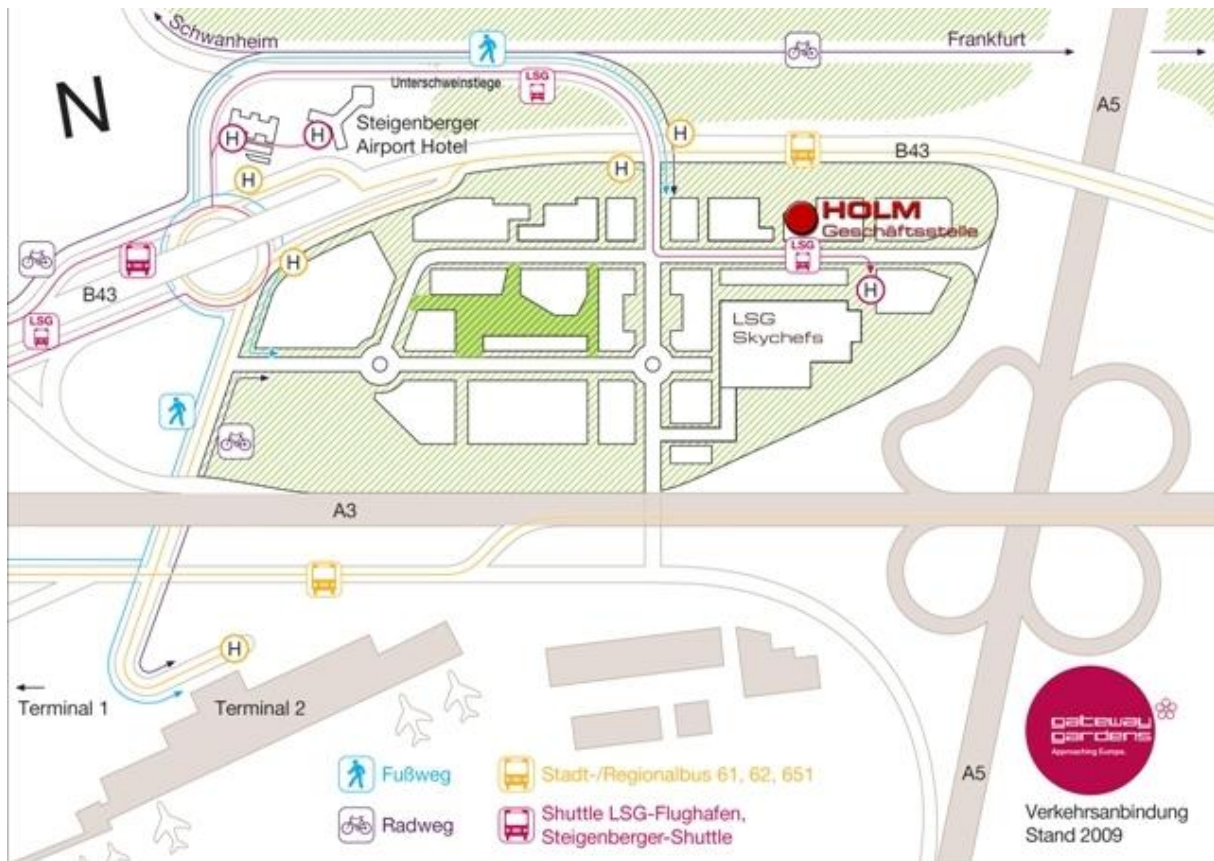 Schwanheim
Frankfurt
LSG
Unterschweinstiege
A5
N
H
H
Steigenberger
Airport Hotel
H
B43
H
H
HOLM
Geschäftsstelle
LSG
H
B43
H
LSG
LSG
Skychefs
A3
H
Terminal 1
Terminal 2
gateway
gardens
Approaching Europe.
A5
Fußweg
Stadt-/Regionalbus 61, 62, 651
Radweg
Shuttle LSG-Flughafen,
Steigenberger-Shuttle
Verkehrsanbindung
Stand 2009